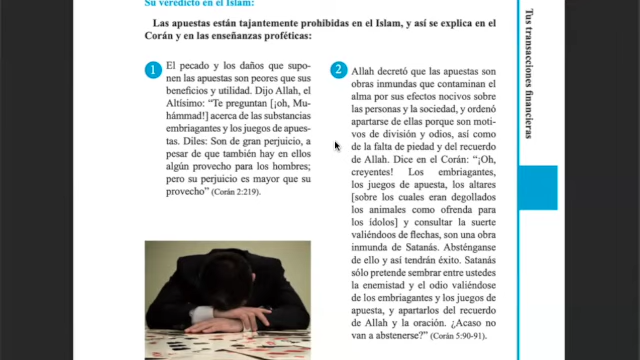 Su veredicto en el Islam:
Las apuestas están tajantemente prohibidas en el Islam, y así se explica en el
Corán y en las enseñanzas proféticas:
1
El pecado y los daños que supo-
nen las apuestas son peores que sus
beneficios y utilidad. Dijo Allah, el
Altísimo: “Te preguntan [¡oh, Mu-
hámmad!] acerca de las substancias
embriagantes y los juegos de apues-
tas. Diles: Son de gran perjuicio, a
pesar de que también hay en ellos
algún provecho para los hombres;
pero su perjuicio es mayor que su
provecho” (Corán 2:219).
2
Allah decretó que las apuestas son
obras inmundas que contaminan el
alma por sus efectos nocivos sobre
las personas y la sociedad, y ordenó
apartarse de ellas porque son moti-
vos de división y odios, así como
de la falta de piedad y del recuerdo
de Allah. Dice en el Corán: “¡Oh,
creyentes! Los embriagantes,
los juegos de apuesta, los altares
[sobre los cuales eran degollados
los animales como ofrenda para
los ídolos] y consultar la suerte
valiéndoos de flechas, son una obra
inmunda de Satanás. Absténganse
de ello y así tendrán éxito. Satanás
sólo pretende sembrar entre ustedes
la enemistad y el odio valiéndose
de los embriagantes y los juegos de
apuesta, y apartarlos del recuerdo
de Allah y la oración. ¿Acaso no
van a abstenerse?” (Corán 5:90-91).
Tus transacciones financieras